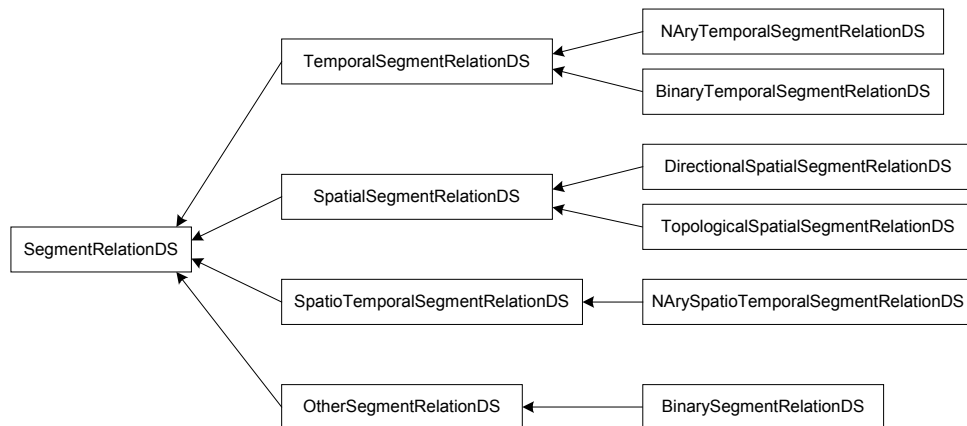 NAryTemporalSegmentRelationDS
TemporalSegmentRelationDS
BinaryTemporalSegmentRelationDS
DirectionalSpatialSegmentRelationDS
SpatialSegmentRelationDS
TopologicalSpatialSegmentRelationDS
SegmentRelationDS
SpatioTemporalSegmentRelationDS
NArySpatioTemporalSegmentRelationDS
OtherSegmentRelationDS
BinarySegmentRelationDS